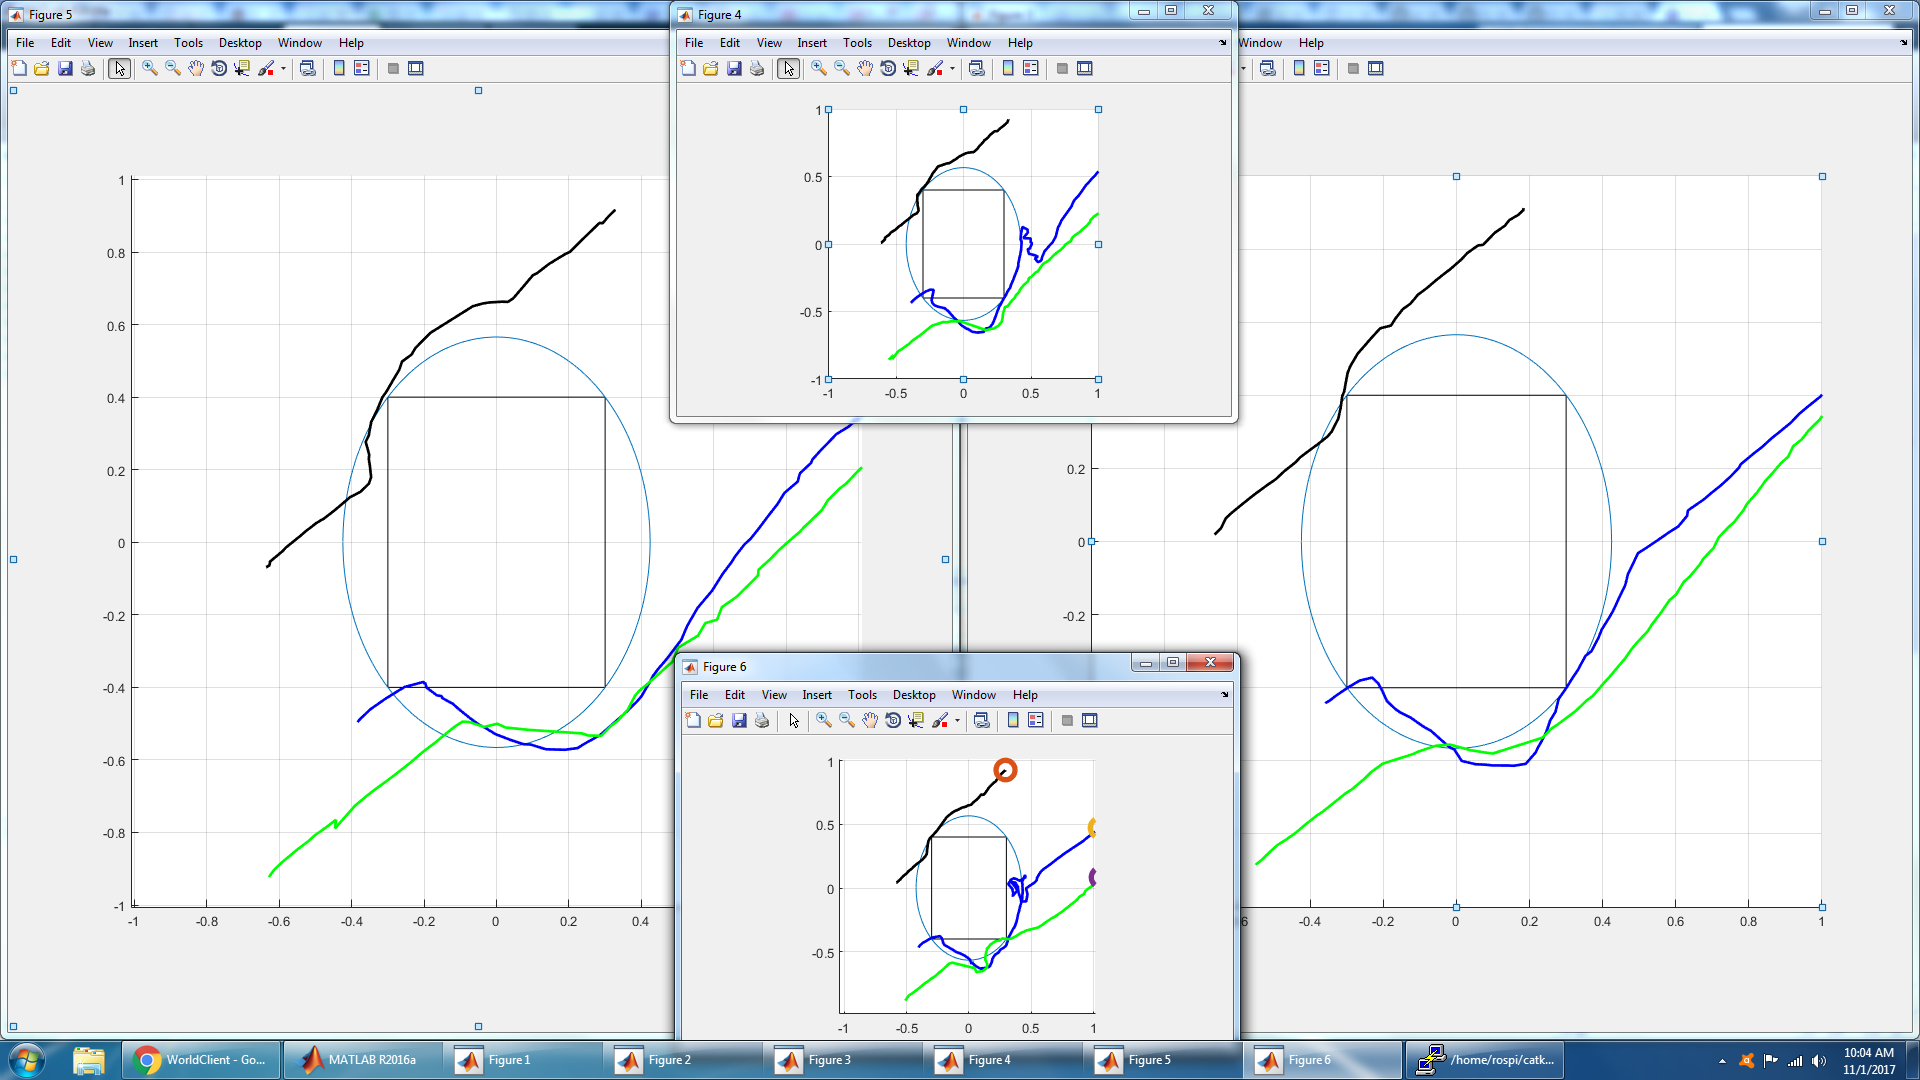 Figure 5
File Edit View Insert Tools Desktop Window Help
1
0.8
0.6
0.4
0.2
0
-0.2
-0.4
-0.6
-0.8
-1
-1 -0.8 -0.6 -0.4 -0.2 0 0.2 0.4
Figure 4
File Edit View Insert Tools Desktop Window Help
1
0.5
0
-0.5
-1
-1 -0.5 0 0.5 1
Window Help
0.2
0
-0.2
6 -0.4 -0.2 0 0.2 0.4 0.6 0.8 1
Figure 6
File Edit View Insert Tools Desktop Window Help
1
0.5
0
-0.5
-1 -0.5 0 0.5 1
WorldClient - Go...
MATLAB R2016a
Figure 1
Figure 2
Figure 3
Figure 4
Figure 5
Figure 6
/home/rospi/catk...
10:04 AM
11/1/2017